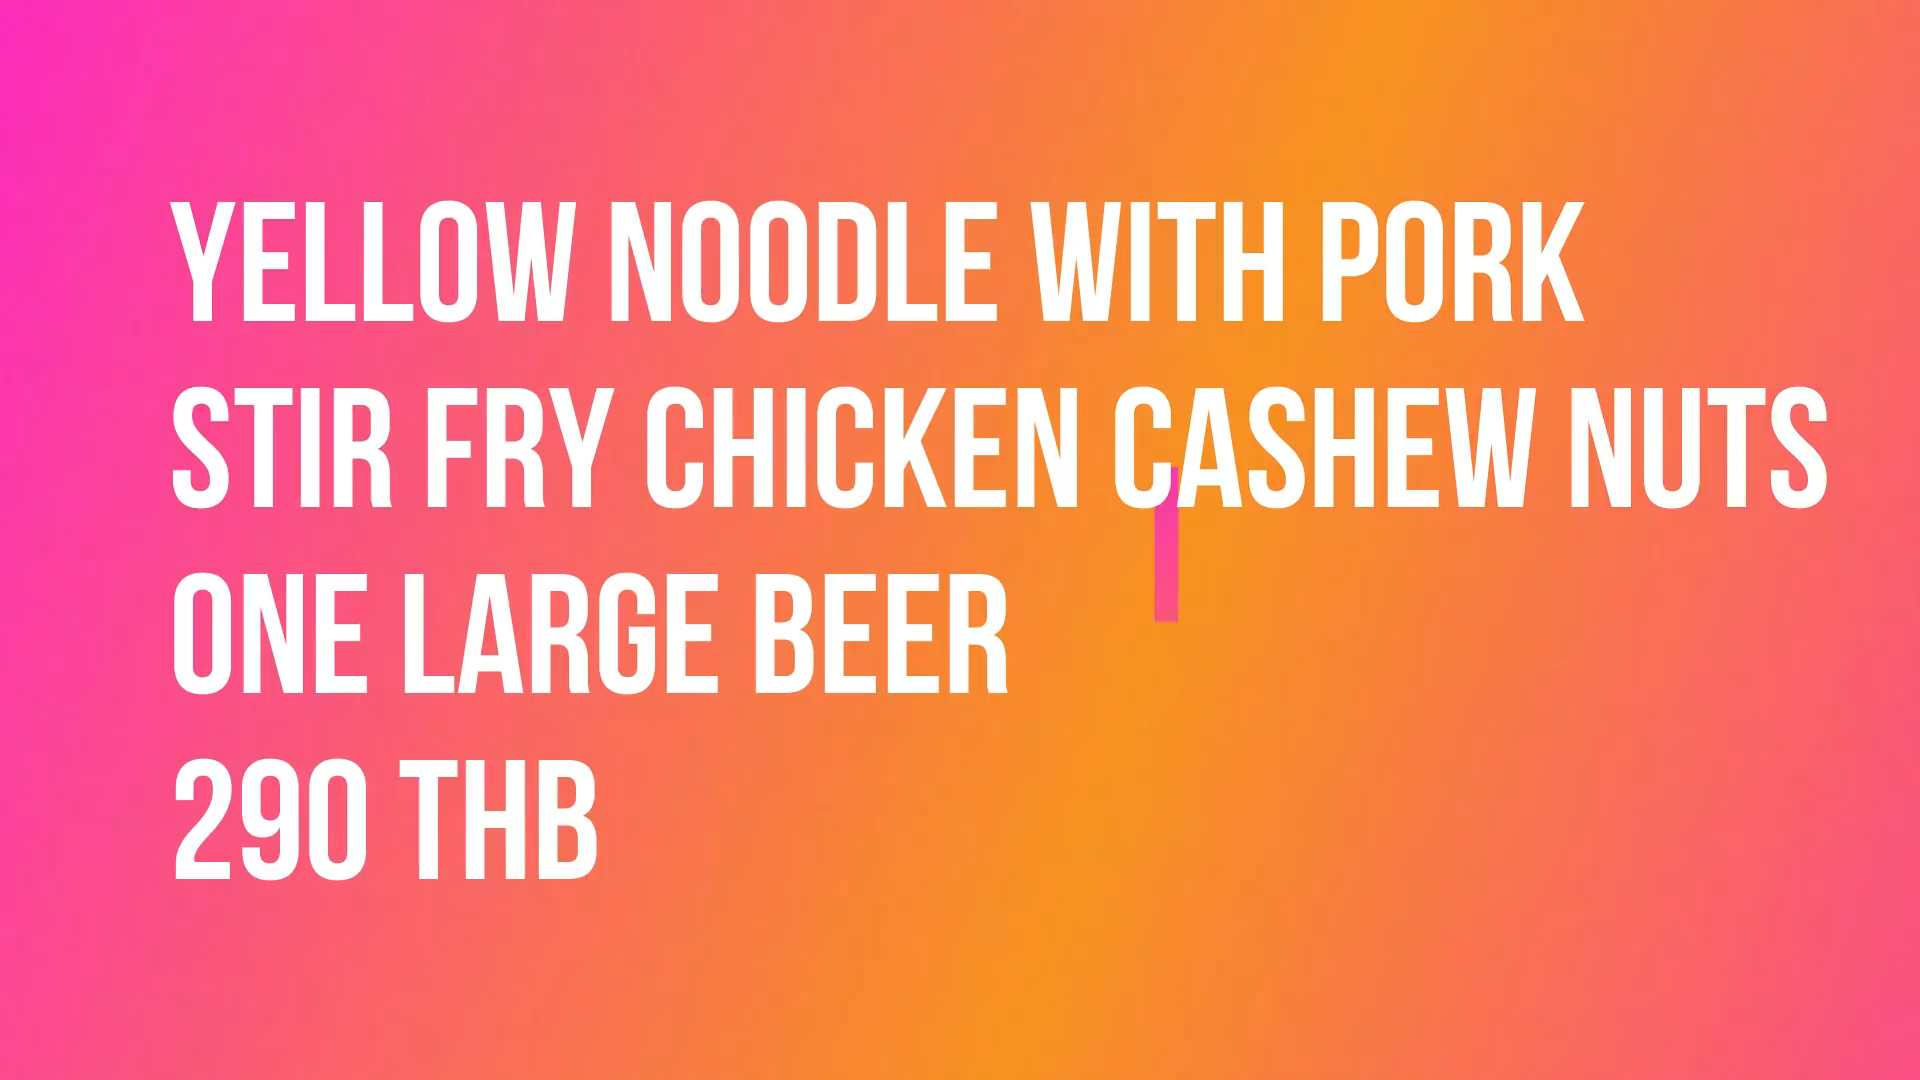 YELLOW NOODLE WITH PORK
STIR FRY CHICKEN CASHEW NUTS
ONE LARGE BEER
290 THB